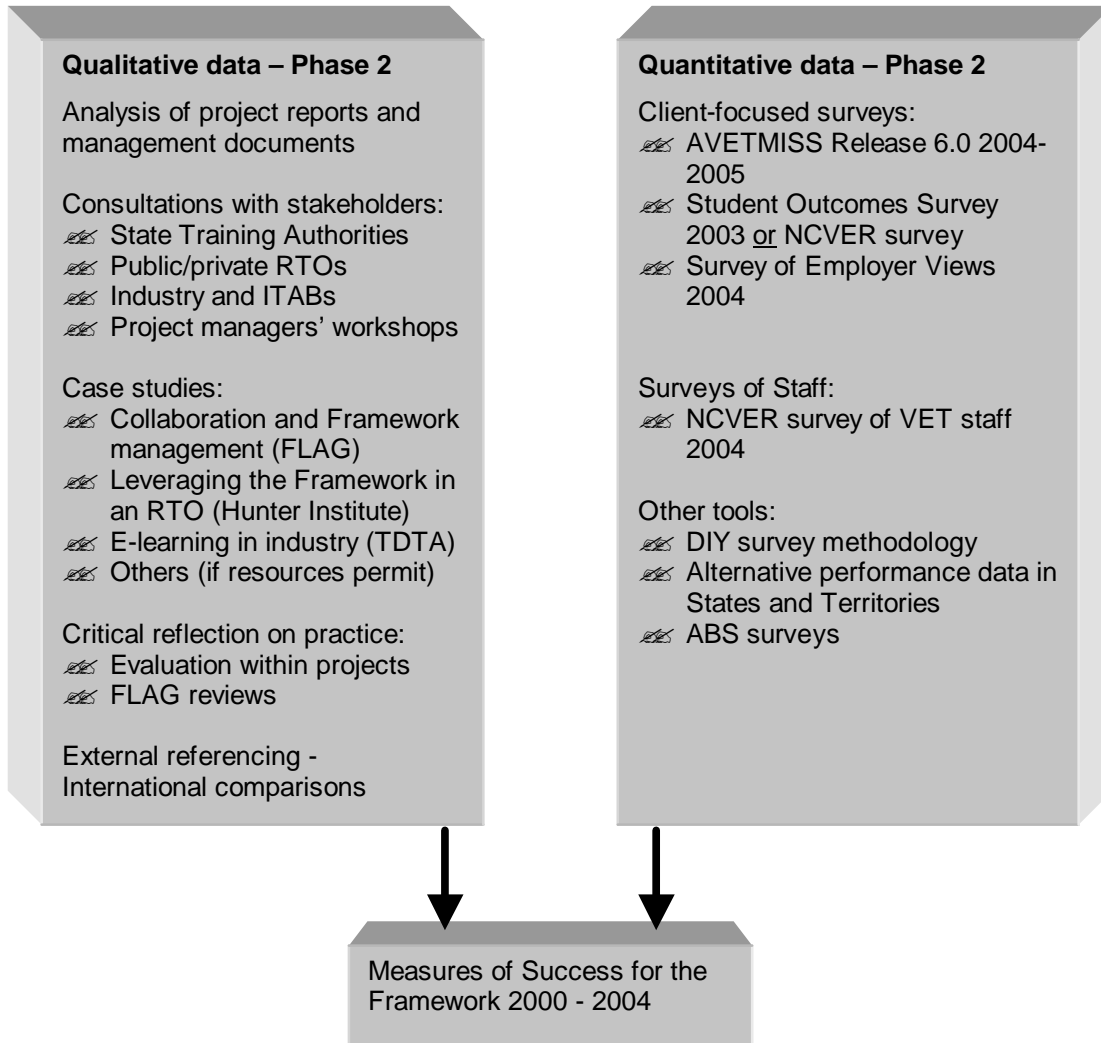 Qualitative data – Phase 2
Analysis of project reports and
management documents
Consultations with stakeholders:
State Training Authorities
Public/private RTOs
Industry and ITABs
Project managers’ workshops
Case studies:
Collaboration and Framework
management (FLAG)
Leveraging the Framework in
an RTO (Hunter Institute)
E-learning in industry (TDTA)
Others (if resources permit)
Critical reflection on practice:
Evaluation within projects
FLAG reviews
External referencing -
International comparisons
Quantitative data – Phase 2
Client-focused surveys:
AVETMISS Release 6.0 2004-
2005
Student Outcomes Survey
2003 or NCVER survey
Survey of Employer Views
2004
Surveys of Staff:
NCVER survey of VET staff
2004
Other tools:
DIY survey methodology
Alternative performance data in
States and Territories
ABS surveys
Measures of Success for the
Framework 2000 - 2004